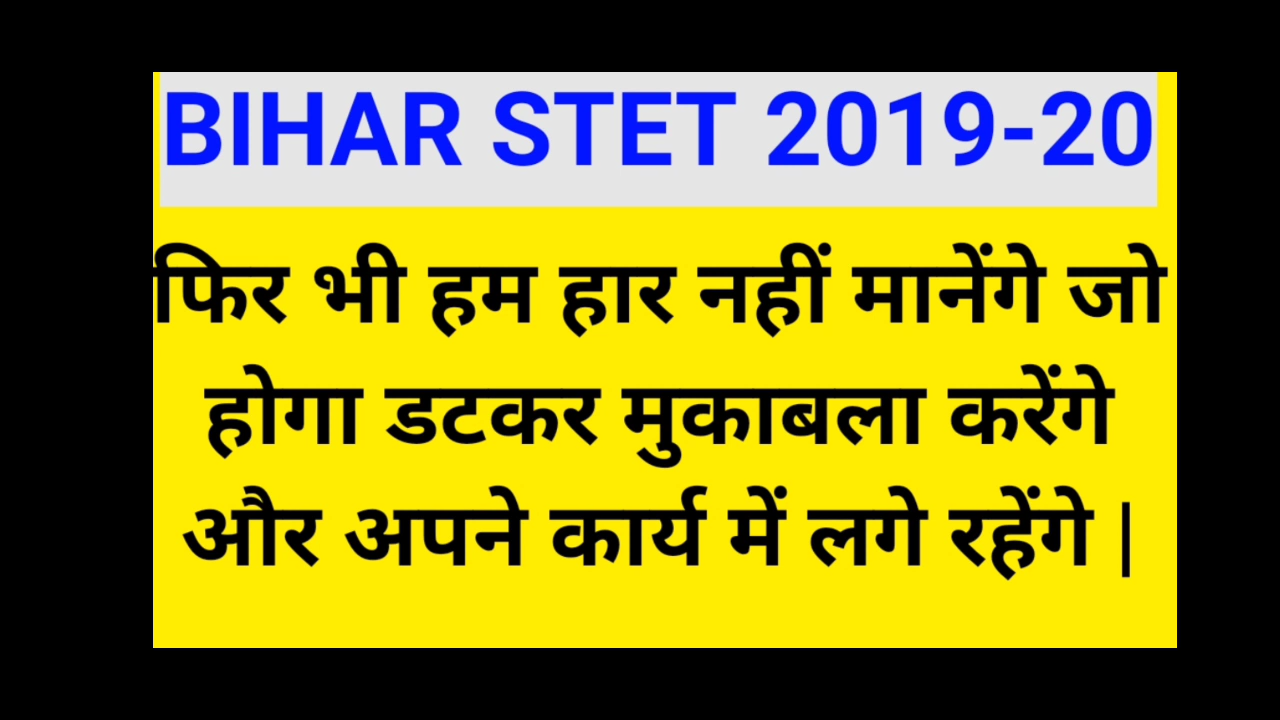 BIHAR STET 2019-20
फिर भी हम हार नहीं मानेंगे जो
होगा डटकर मुकाबला करेंगे
और अपने कार्य में लगे रहेंगे |